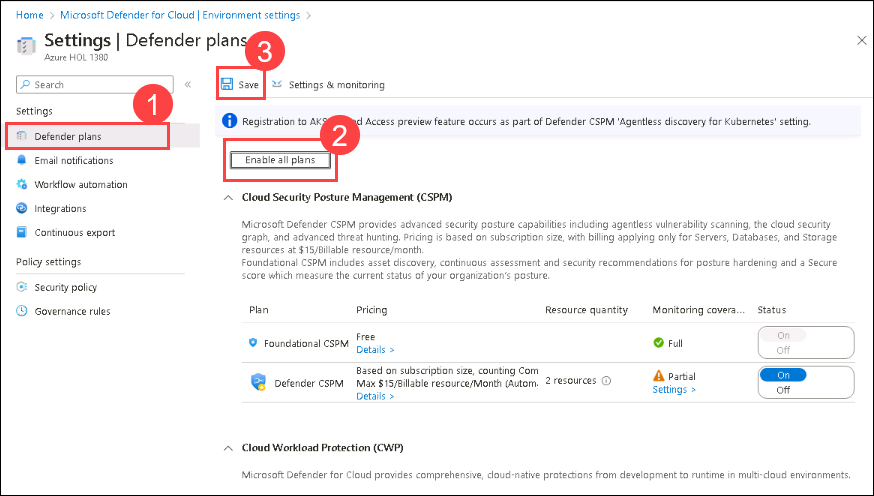 Home > Microsoft Defender for Cloud | Environment settings >
Settings | Defender plans
Azure HOL 1380
3
Search
«
Save
Settings & monitoring
1
Settings
Registration to AKS Access preview feature occurs as part of Defender CSPM 'Agentless discovery for Kubernetes' setting.
Defender plans
2
Enable all plans
Email notifications
Workflow automation
Integrations
Continuous export
Policy settings
Security policy
Governance rules
Cloud Security Posture Management (CSPM)
Microsoft Defender CSPM provides advanced security posture capabilities including agentless vulnerability scanning, the cloud security
graph, and advanced threat hunting. Pricing is based on subscription size, with billing applying only for Servers, Databases, and Storage
resources at $15/Billable resource/month.
Foundational CSPM includes asset discovery, continuous assessment and security recommendations for posture hardening and a Secure
score which measure the current status of your organization's posture.
Plan Pricing Resource quantity Monitoring covera... Status
Foundational CSPM
Free
Details >
Full
On
Off
Defender CSPM
Based on subscription size, counting Com
Max $15/Billable resource/Month (Autom.
Details >
2 resources
Partial
Settings >
On
Off
Cloud Workload Protection (CWP)
Microsoft Defender for Cloud provides comprehensive, cloud-native protections from development to runtime in multi-cloud environments.